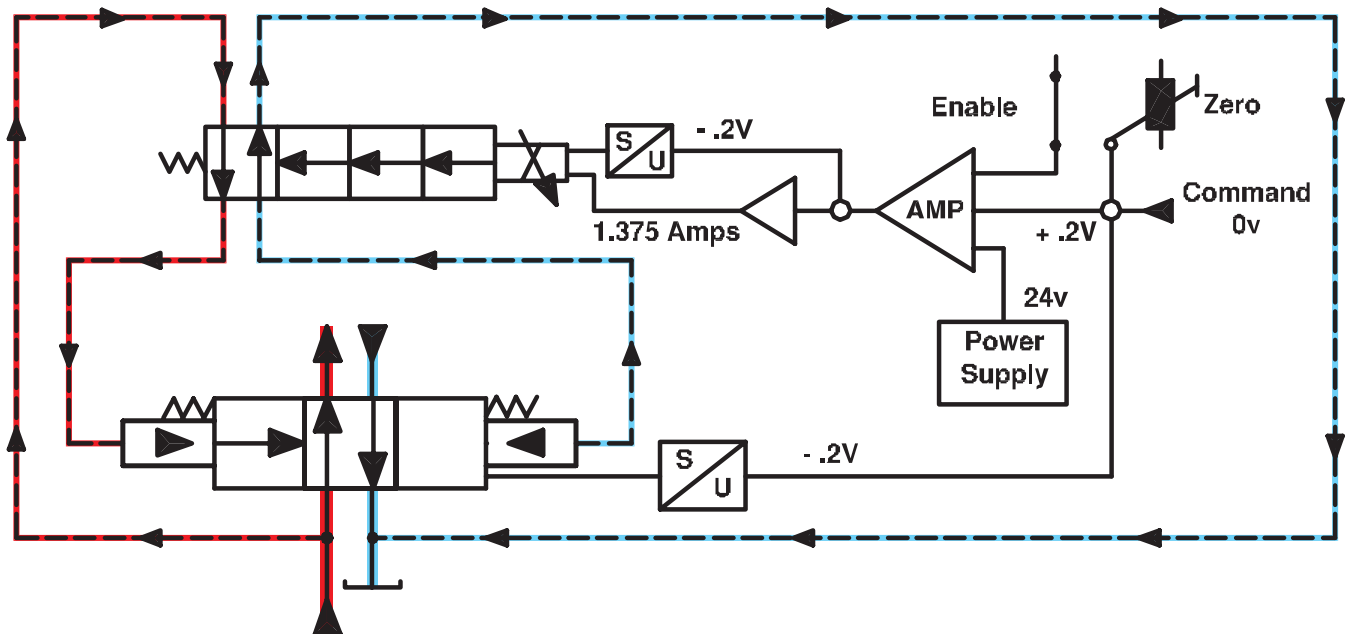 Enable
Zero
S
U
- .2V
AMP
Command
0v
1.375 Amps
+ .2V
24v
Power
Supply
S
U
- .2V